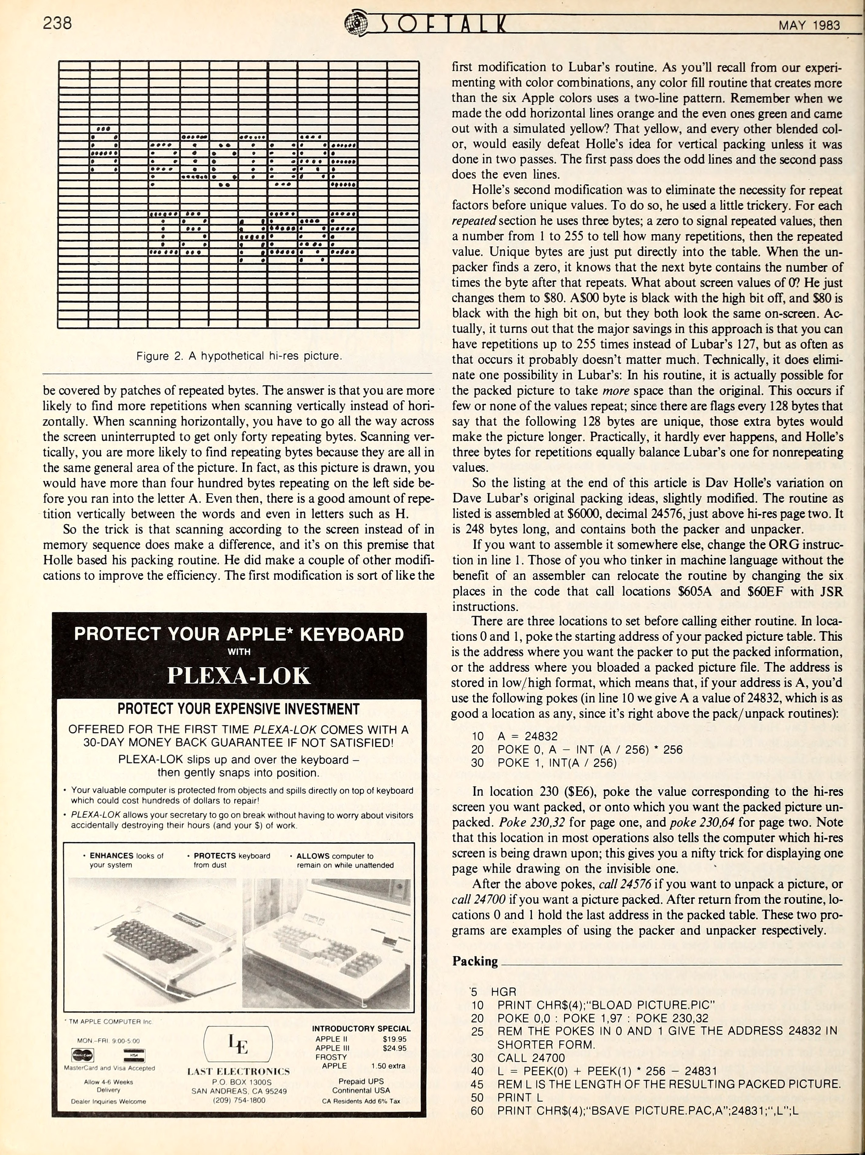 238
SOFTALK
MAY 1983
A PICTURE
IS HERE
Figure 2. A hypothetical hi-res picture.
be covered by patches of repeated bytes. The answer is that you are more
likely to find more repetitions when scanning vertically instead of hori-
zontally. When scanning horizontally, you have to go all the way across
the screen uninterrupted to get only forty repeating bytes. Scanning ver-
tically, you are more likely to find repeating bytes because they are all in
the same general area of the picture. In fact, as this picture is drawn, you
would have more than four hundred bytes repeating on the left side be-
fore you ran into the letter A. Even then, there is a good amount of repe-
tition vertically between the words and even in letters such as H.
So the trick is that scanning according to the screen instead of in
memory sequence does make a difference, and it's on this premise that
Holle based his packing routine. He did make a couple of other modifi-
cations to improve the efficiency. The first modification is sort of like the
PROTECT YOUR APPLE* KEYBOARD
WITH
PLEXA-LOK
PROTECT YOUR EXPENSIVE INVESTMENT
OFFERED FOR THE FIRST TIME PLEXA-LOK COMES WITH A
30-DAY MONEY BACK GUARANTEE IF NOT SATISFIED!
PLEXA-LOK slips up and over the keyboard –
then gently snaps into position.
• Your valuable computer is protected from objects and spills directly on top of keyboard
which could cost hundreds of dollars to repair!
• PLEXA-LOK allows your secretary to go on break without having to worry about visitors
accidentally destroying their hours (and your $) of work.
• ENHANCES looks of
your system
• PROTECTS keyboard
from dust
• ALLOWS computer to
remain on while unattended
* TM APPLE COMPUTER Inc.
MON.-FRI. 9:00-5:00
MasterCard
VISA
MasterCard and Visa Accepted
Allow 4-6 Weeks
Delivery
Dealer Inquiries Welcome
LE
LAST ELECTRONICS
P.O. BOX 1300S
SAN ANDREAS, CA 95249
(209) 754-1800
INTRODUCTORY SPECIAL
APPLE II $19.95
APPLE III $24.95
FROSTY
APPLE 1.50 extra
Prepaid UPS
Continental USA
CA Residents Add 6% Tax
first modification to Lubar's routine. As you'll recall from our experi-
menting with color combinations, any color fill routine that creates more
than the six Apple colors uses a two-line pattern. Remember when we
made the odd horizontal lines orange and the even ones green and came
out with a simulated yellow? That yellow, and every other blended col-
or, would easily defeat Holle's idea for vertical packing unless it was
done in two passes. The first pass does the odd lines and the second pass
does the even lines.
Holle's second modification was to eliminate the necessity for repeat
factors before unique values. To do so, he used a little trickery. For each
repeated section he uses three bytes; a zero to signal repeated values, then
a number from 1 to 255 to tell how many repetitions, then the repeated
value. Unique bytes are just put directly into the table. When the un-
packer finds a zero, it knows that the next byte contains the number of
times the byte after that repeats. What about screen values of 0? He just
changes them to $80. A$00 byte is black with the high bit off, and $80 is
black with the high bit on, but they both look the same on-screen. Ac-
tually, it turns out that the major savings in this approach is that you can
have repetitions up to 255 times instead of Lubar's 127, but as often as
that occurs it probably doesn't matter much. Technically, it does elimi-
nate one possibility in Lubar's: In his routine, it is actually possible for
the packed picture to take more space than the original. This occurs if
few or none of the values repeat; since there are flags every 128 bytes that
say that the following 128 bytes are unique, those extra bytes would
make the picture longer. Practically, it hardly ever happens, and Holle's
three bytes for repetitions equally balance Lubar's one for nonrepeating
values.
So the listing at the end of this article is Dav Holle's variation on
Dave Lubar's original packing ideas, slightly modified. The routine as
listed is assembled at $6000, decimal 24576, just above hi-res page two. It
is 248 bytes long, and contains both the packer and unpacker.
If you want to assemble it somewhere else, change the ORG instruc-
tion in line 1. Those of you who tinker in machine language without the
benefit of an assembler can relocate the routine by changing the six
places in the code that call locations $605A and $60EF with JSR
instructions.
There are three locations to set before calling either routine. In loca-
tions 0 and 1, poke the starting address of your packed picture table. This
is the address where you want the packer to put the packed information,
or the address where you bloaded a packed picture file. The address is
stored in low/high format, which means that, if your address is A, you'd
use the following pokes (in line 10 we give A a value of 24832, which is as
good a location as any, since it's right above the pack/unpack routines):
10 A = 24832
20 POKE 0, A – INT (A / 256) * 256
30 POKE 1, INT(A / 256)
In location 230 ($E6), poke the value corresponding to the hi-res
screen you want packed, or onto which you want the packed picture un-
packed. Poke 230,32 for page one, and poke 230,64 for page two. Note
that this location in most operations also tells the computer which hi-res
screen is being drawn upon; this gives you a nifty trick for displaying one
page while drawing on the invisible one.
After the above pokes, call 24576 if you want to unpack a picture, or
call 24700 if you want a picture packed. After return from the routine, lo-
cations 0 and 1 hold the last address in the packed table. These two pro-
grams are examples of using the packer and unpacker respectively.
Packing
5 HGR
10 PRINT CHR$(4);"BLOAD PICTURE.PIC"
20 POKE 0,0 : POKE 1,97 : POKE 230,32
25 REM THE POKES IN 0 AND 1 GIVE THE ADDRESS 24832 IN
SHORTER FORM.
30 CALL 24700
40 L = PEEK(0) + PEEK(1) * 256 – 24831
45 REM L IS THE LENGTH OF THE RESULTING PACKED PICTURE.
50 PRINT L
60 PRINT CHR$(4);"BSAVE PICTURE.PAC,A";24831;",L";L